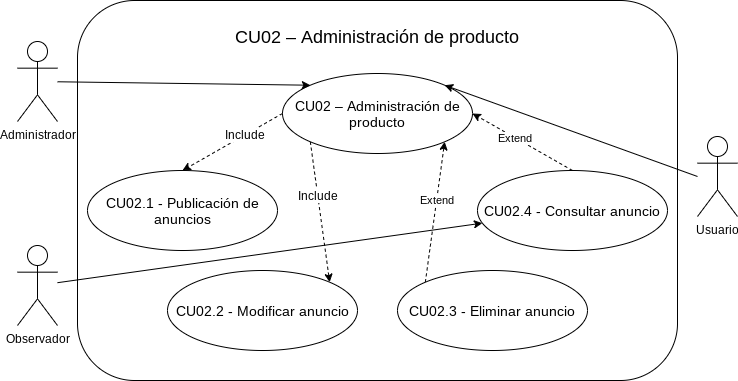 CU02 – Administración de producto
Administrador
CU02 – Administración de
producto
Include
Extend
CU02.1 - Publicación de
anuncios
Include
Extend
CU02.4 - Consultar anuncio
Usuario
Observador
CU02.2 - Modificar anuncio
CU02.3 - Eliminar anuncio